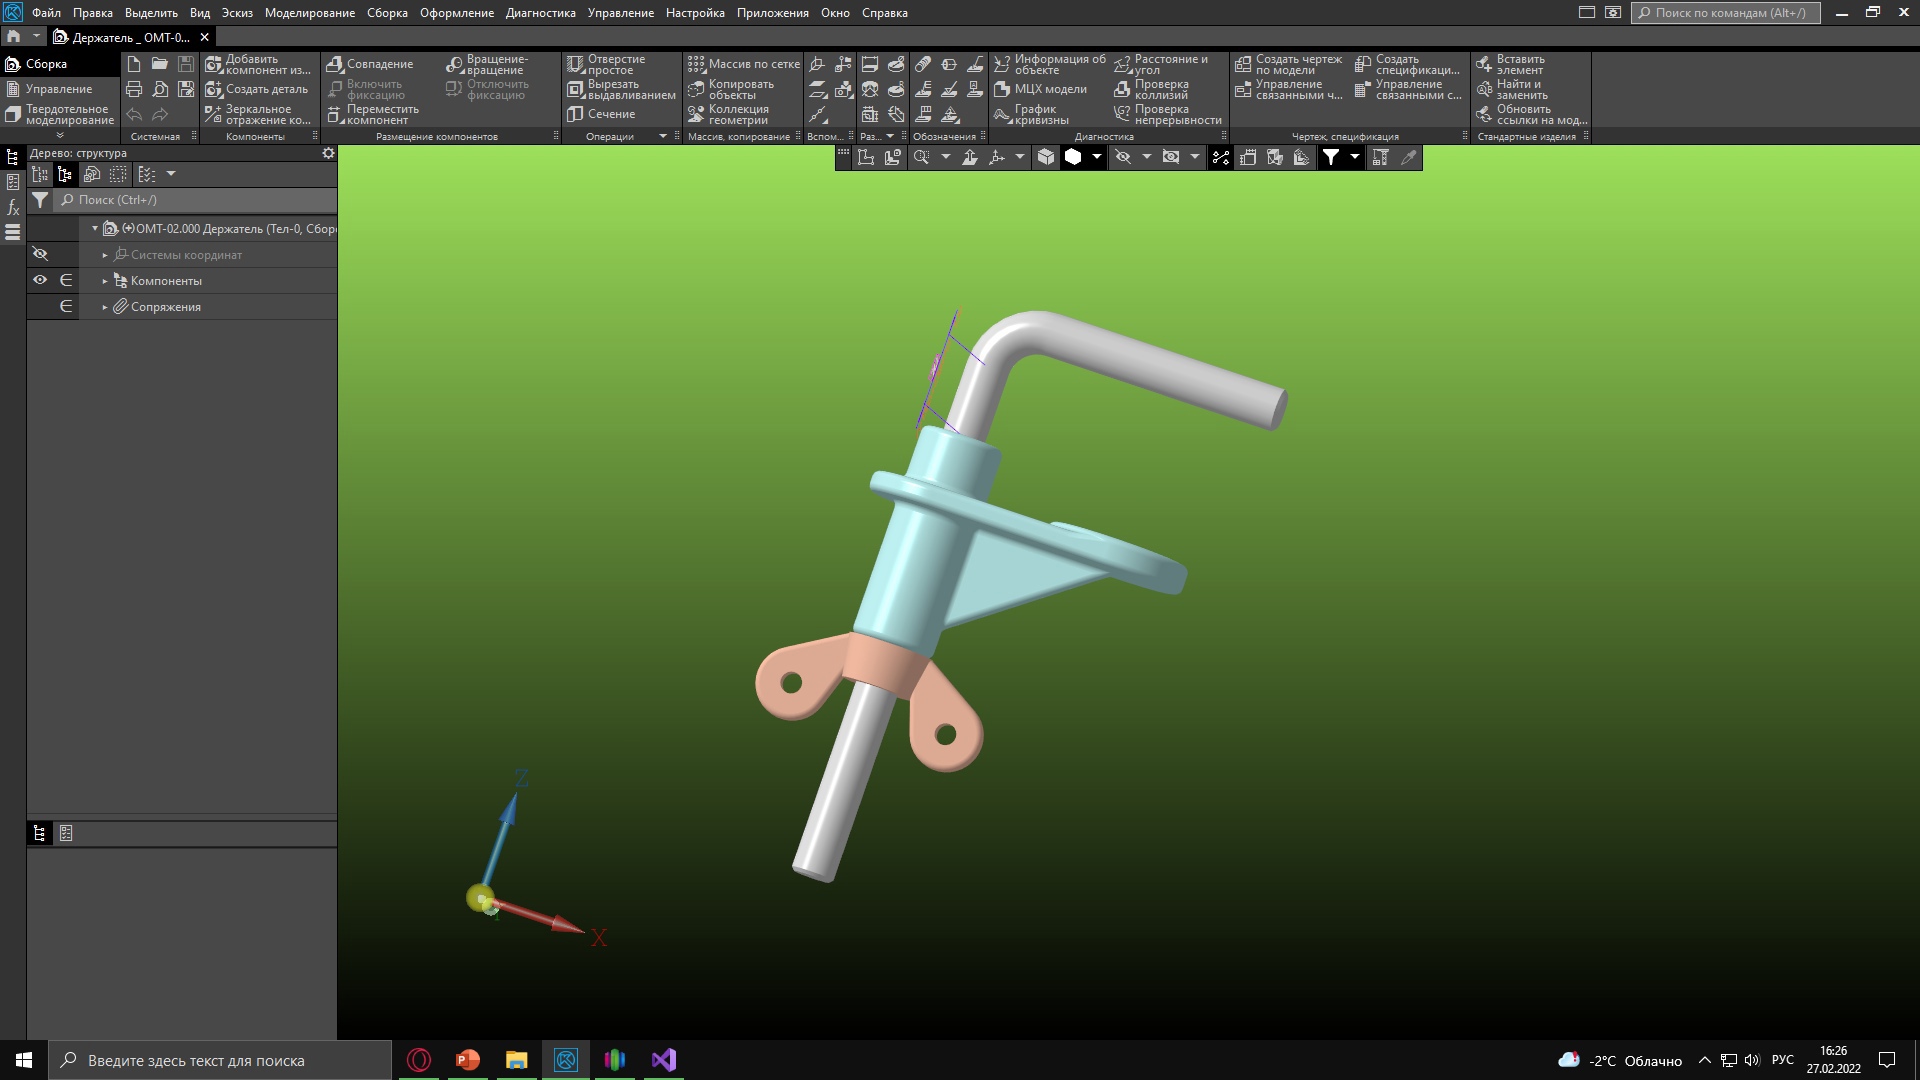 Файл Правка Выделить Вид Эскиз Моделирование Сборка Оформление Диагностика Управление Настройка Приложения Окно Справка
Поиск по командам (Alt+/)
Держатель _ ОМТ-0...
Сборка
Управление
Твердотельное
моделирование
Системная
Добавить
компонент из...
Создать деталь
Зеркальное
отражение ко...
Компоненты
Совпадение
Включить
фиксацию
Переместить
компонент
Вращение-
вращение
Отключить
фиксацию
Размещение компонентов
Отверстие
простое
Вырезать
выдавливанием
Сечение
Операции
Массив по сетке
Копировать
объекты
Коллекция
геометрии
Массив, копирование
Вспом...
Раз...
Обозначения
Информация об
объекте
МЦХ модели
График
кривизны
Расстояние и
угол
Проверка
коллизий
Проверка
непрерывности
Диагностика
Создать чертеж
по модели
Управление
связанными ч...
Создать
спецификаци...
Управление
связанными с...
Чертеж, спецификация
Вставить
элемент
Найти и
заменить
Обновить
ссылки на мод...
Стандартные изделия
Дерево: структура
Поиск (Ctrl+/)
(+)ОМТ-02.000 Держатель (Тел-0, Сбор
Системы координат
Компоненты
Сопряжения
Z
X
Введите здесь текст для поиска
-2°C Облачно
РУС
16:26
27.02.2022